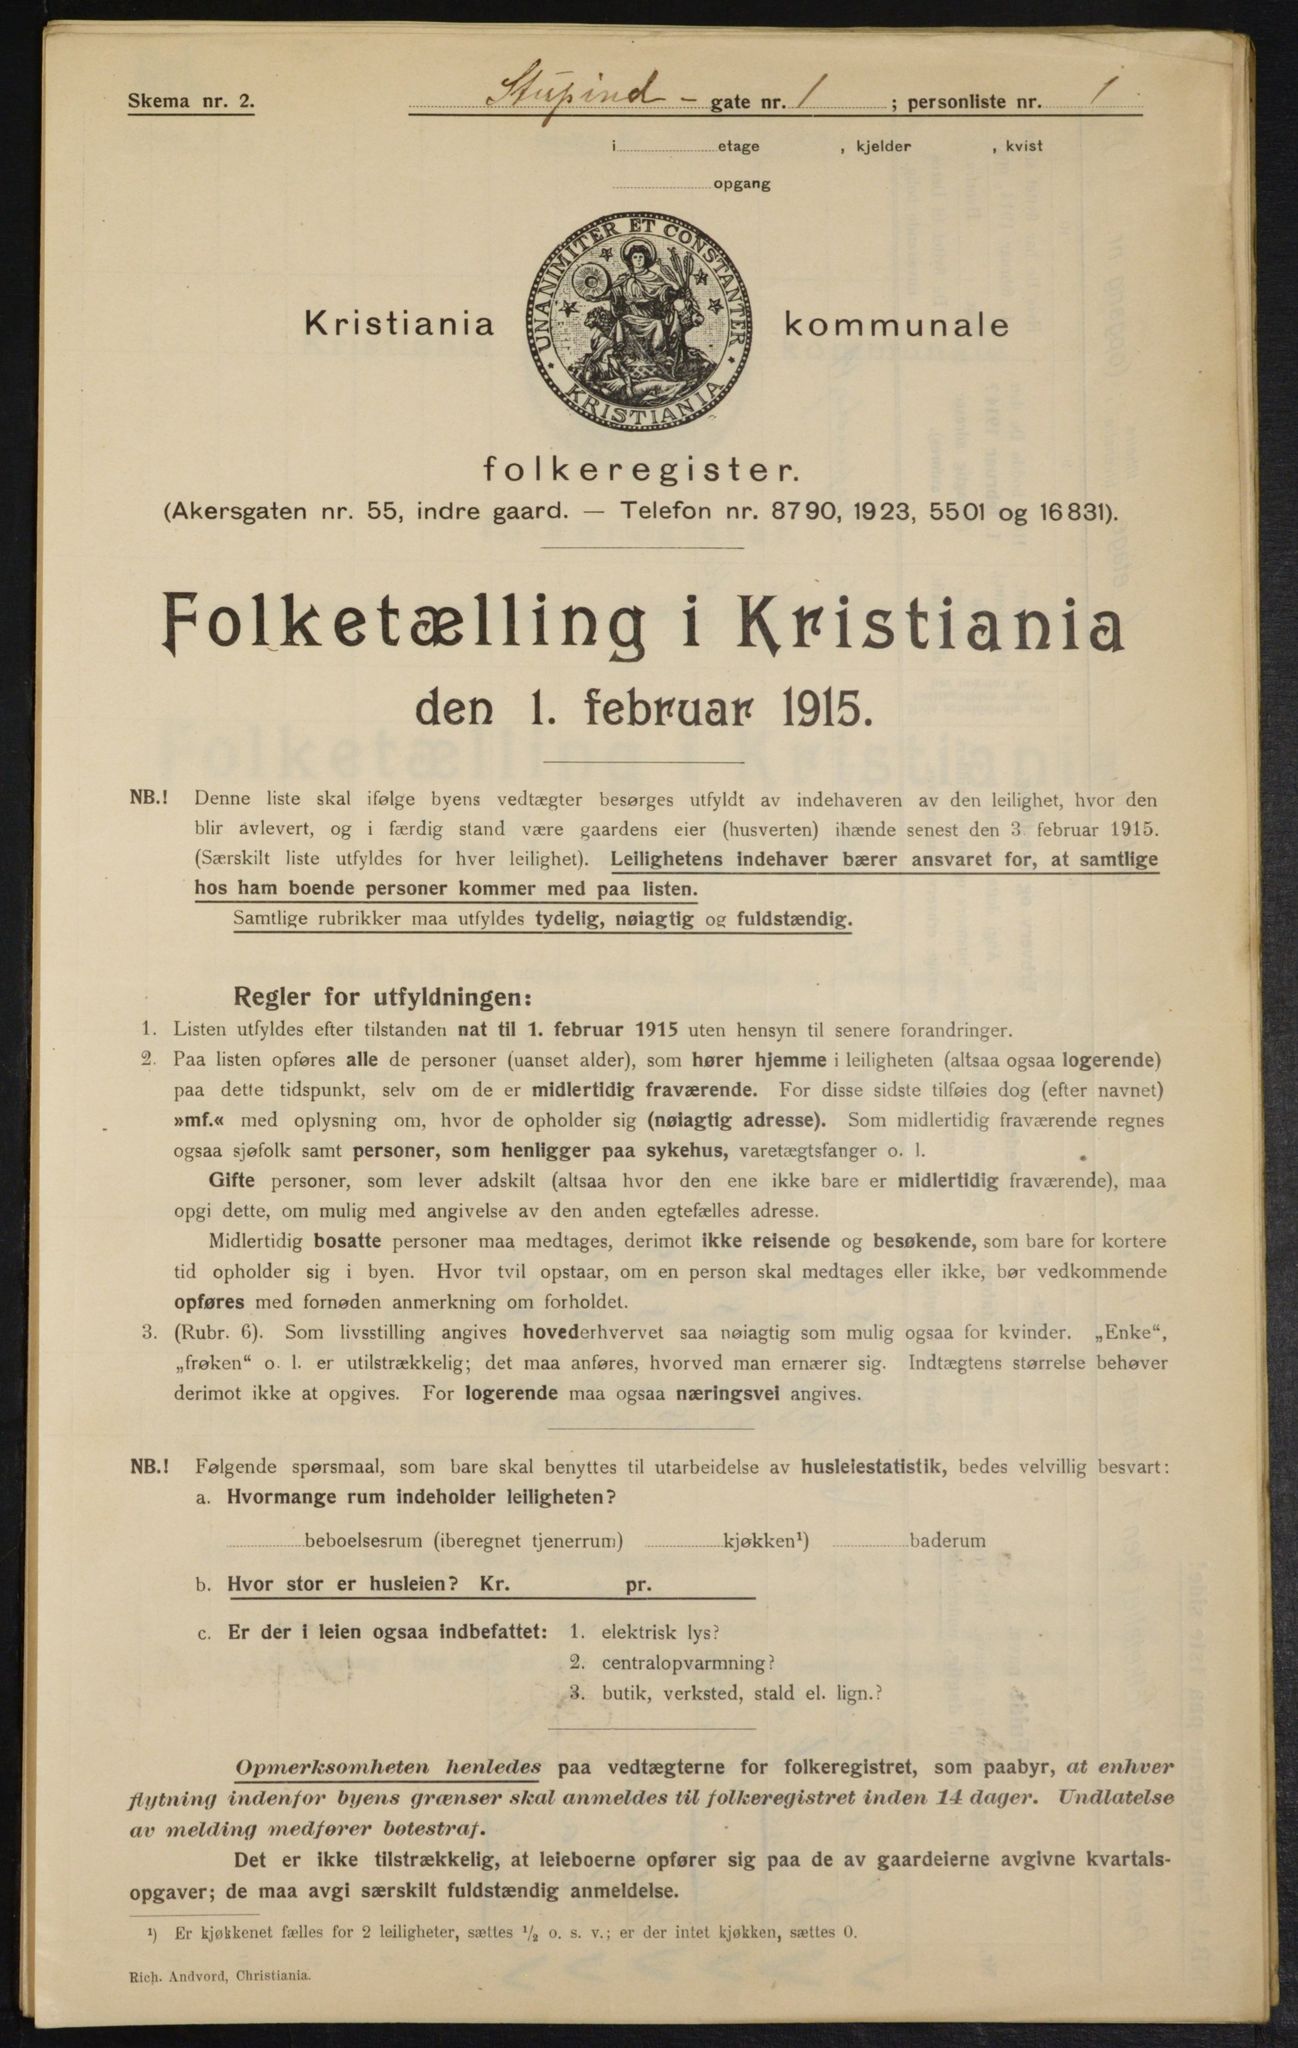 Skema nr. 2.
Stupind - gate nr. 1 ; personliste nr. 1
i etage , kjelder , kvist
opgang
UNANIMITER ET CONSTANTER
KRISTIANIA
Kristiania kommunale
folkeregister.
(Akersgaten nr. 55, indre gaard. — Telefon nr. 8790, 1923, 5501 og 16831).
Folketælling i Kristiania
den 1. februar 1915.
NB.! Denne liste skal ifølge byens vedtægter besørges utfyldt av indehaveren av den leilighet, hvor den
blir avlevert, og i færdig stand være gaardens eier (husverten) ihænde senest den 3. februar 1915.
(Særskilt liste utfyldes for hver leilighet). Leilighetens indehaver bærer ansvaret for, at samtlige
hos ham boende personer kommer med paa listen.
Samtlige rubrikker maa utfyldes tydelig, nøiagtig og fuldstændig.
Regler for utfyldningen:
1. Listen utfyldes efter tilstanden nat til 1. februar 1915 uten hensyn til senere forandringer.
2. Paa listen opføres alle de personer (uanset alder), som hører hjemme i leiligheten (altsaa ogsaa logerende)
paa dette tidspunkt, selv om de er midlertidig fraværende. For disse sidste tilføies dog (efter navnet)
»mf.« med oplysning om, hvor de opholder sig (nøiagtig adresse). Som midlertidig fraværende regnes
ogsaa sjøfolk samt personer, som henligger paa sykehus, varetægtsfanger o. l.
Gifte personer, som lever adskilt (altsaa hvor den ene ikke bare er midlertidig fraværende), maa
opgi dette, om mulig med angivelse av den anden egtefælles adresse.
Midlertidig bosatte personer maa medtages, derimot ikke reisende og besøkende, som bare for kortere
tid opholder sig i byen. Hvor tvil opstaar, om en person skal medtages eller ikke, bør vedkommende
opføres med fornøden anmerkning om forholdet.
3. (Rubr. 6). Som livsstilling angives hovederhvervet saa nøiagtig som mulig ogsaa for kvinder. „Enke“,
„frøken“ o. l. er utilstrækkelig; det maa anføres, hvorved man ernærer sig. Indtægtens størrelse behøver
derimot ikke at opgives. For logerende maa ogsaa næringsvei angives.
NB.! Følgende spørsmaal, som bare skal benyttes til utarbeidelse av husleiestatistik, bedes velvillig besvart:
a. Hvormange rum indeholder leiligheten?
beboelsesrum (iberegnet tjenerrum) kjøkken¹) baderum
b. Hvor stor er husleien? Kr. pr.
c. Er der i leien ogsaa indbefattet: 1. elektrisk lys?
2. centralopvarmning?
3. butik, verksted, stald el. lign.?
Opmerksomheten henledes paa vedtægterne for folkeregistret, som paabyr, at enhver
flytning indenfor byens grænser skal anmeldes til folkeregistret inden 14 dager. Undlatelse
av melding medfører bøtestraf.
Det er ikke tilstrækkelig, at leieboerne opfører sig paa de av gaardeierne avgivne kvartals-
opgaver; de maa avgi særskilt fuldstændig anmeldelse.
¹) Er kjøkkenet fælles for 2 leiligheter, sættes ½ o. s. v.; er der intet kjøkken, sættes 0.
Rich. Andvord, Christiania.